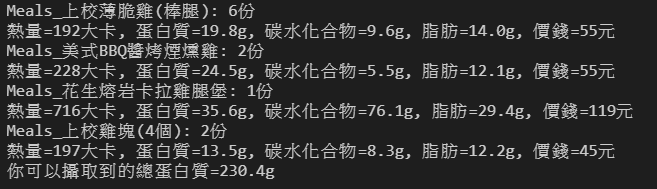 Meals_上校薄脆雞(棒腿): 6份
熱量=192大卡, 蛋白質=19.8g, 碳水化合物=9.6g, 脂肪=14.0g, 價錢=55元
Meals_美式BBQ醬烤煙燻雞: 2份
熱量=228大卡, 蛋白質=24.5g, 碳水化合物=5.5g, 脂肪=12.1g, 價錢=55元
Meals_花生熔岩卡拉雞腿堡: 1份
熱量=716大卡, 蛋白質=35.6g, 碳水化合物=76.1g, 脂肪=29.4g, 價錢=119元
Meals_上校雞塊(4個): 2份
熱量=197大卡, 蛋白質=13.5g, 碳水化合物=8.3g, 脂肪=12.2g, 價錢=45元
你可以攝取到的總蛋白質=230.4g